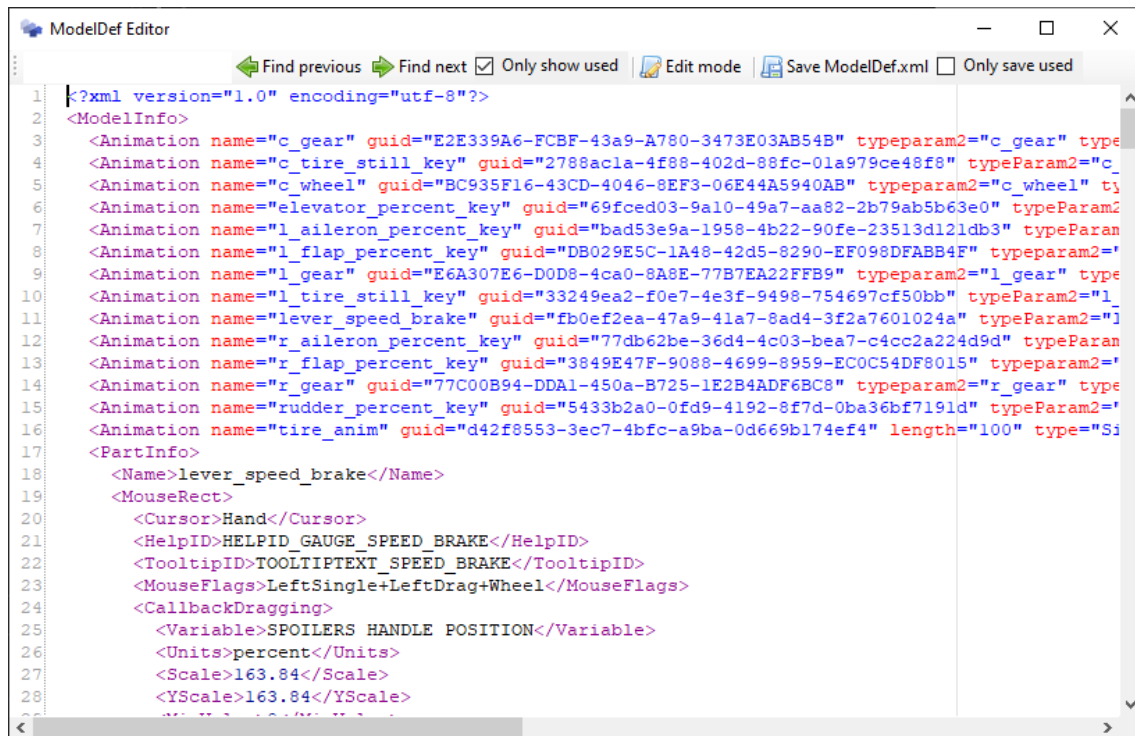 ModelDef Editor
Find previous Find next Only show used Edit mode Save ModelDef.xml Only save used
1 <?xml version="1.0" encoding="utf-8"?>
2 <ModelInfo>
3 <Animation name="c_gear" guid="E2E339A6-FCBF-43a9-A780-3473E03AB54B" typeparam2="c_gear" type
4 <Animation name="c_tire_still_key" guid="2788ac1a-4f88-402d-88fc-01a979ce48f8" typeParam2="c_
5 <Animation name="c_wheel" guid="BC935F16-43CD-4046-8EF3-06E44A5940AB" typeparam2="c_wheel" ty
6 <Animation name="elevator_percent_key" guid="69fced03-9a10-49a7-aa82-2b79ab5b63e0" typeParam2
7 <Animation name="l_aileron_percent_key" guid="bad53e9a-1958-4b22-90fe-23513d121db3" typeParam
8 <Animation name="l_flap_percent_key" guid="DB029E5C-1A48-42d5-8290-EF098DFABB4F" typeparam2="
9 <Animation name="l_gear" guid="E6A307E6-D0D8-4ca0-8A8E-77B7EA22FFB9" typeparam2="l_gear" type
10 <Animation name="l_tire_still_key" guid="33249ea2-f0e7-4e3f-9498-754697cf50bb" typeParam2="l_
11 <Animation name="lever_speed_brake" guid="fb0ef2ea-47a9-41a7-8ad4-3f2a7601024a" typeParam2="l
12 <Animation name="r_aileron_percent_key" guid="77db62be-36d4-4c03-bea7-c4cc2a224d9d" typeParam
13 <Animation name="r_flap_percent_key" guid="3849E47F-9088-4699-8959-EC0C54DF8015" typeparam2="
14 <Animation name="r_gear" guid="77C00B94-DDA1-450a-B725-1E2B4ADF6BC8" typeparam2="r_gear" type
15 <Animation name="rudder_percent_key" guid="5433b2a0-0fd9-4192-8f7d-0ba36bf7191d" typeParam2="
16 <Animation name="tire_anim" guid="d42f8553-3ec7-4bfc-a9ba-0d669b174ef4" length="100" type="Si
17 <PartInfo>
18 <Name>lever_speed_brake</Name>
19 <MouseRect>
20 <Cursor>Hand</Cursor>
21 <HelpID>HELPID_GAUGE_SPEED_BRAKE</HelpID>
22 <TooltipID>TOOLTIPTEXT_SPEED_BRAKE</TooltipID>
23 <MouseFlags>LeftSingle+LeftDrag+Wheel</MouseFlags>
24 <CallbackDragging>
25 <Variable>SPOILERS HANDLE POSITION</Variable>
26 <Units>percent</Units>
27 <Scale>163.84</Scale>
28 <YScale>163.84</YScale>